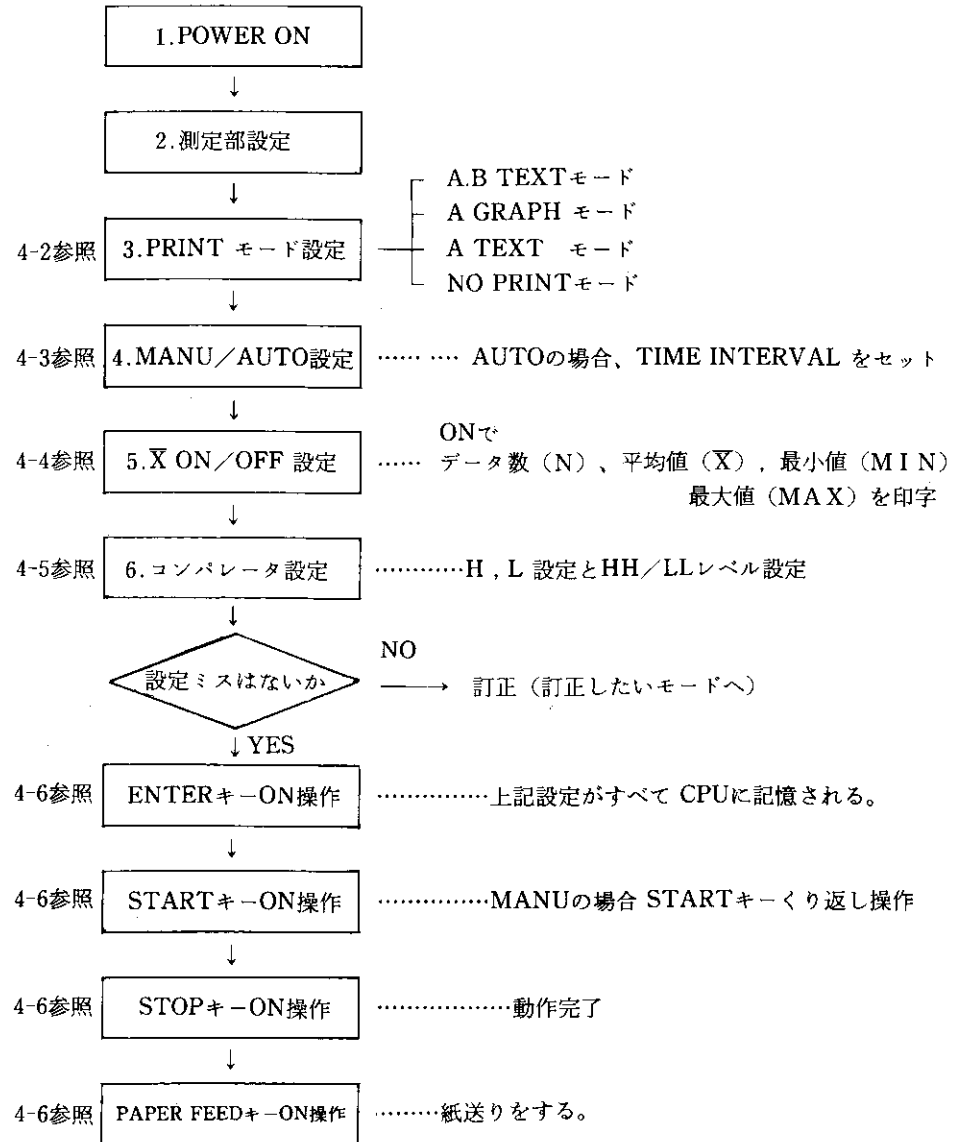 1.POWER ON
↓
2.測定部設定
↓
A.B TEXTモード
A GRAPH モード
4-2参照 3.PRINT モード設定
A TEXT モード
NO PRINTモード
↓
4-3参照 4.MANU/AUTO設定 …… …… AUTOの場合、TIME INTERVAL をセット
↓
ONで
4-4参照 5.X̅ ON/OFF 設定 …… データ数(N)、平均値(X̅), 最小値(MIN)
最大値(MAX)を印字
↓
4-5参照 6.コンパレータ設定 …………H , L 設定とHH/LLレベル設定
↓
NO
設定ミスはないか → 訂正(訂正したいモードへ)
↓ YES
4-6参照 ENTERキーON操作 ……………上記設定がすべて CPUに記憶される。
↓
4-6参照 STARTキーON操作 ……………MANUの場合 STARTキーくり返し操作
↓
4-6参照 STOPキーON操作 ………………動作完了
↓
4-6参照 PAPER FEEDキーON操作 ………紙送りをする。